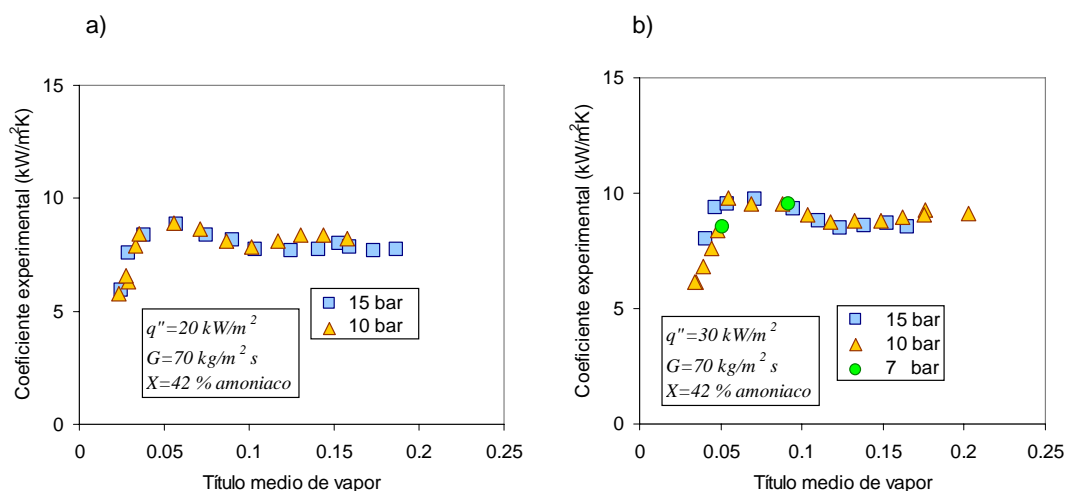 a)
Coeficiente experimental (kW/m²K)
15
10
5
0
0
0.05
0.1
0.15
0.2
0.25
Título medio de vapor
q"=20 kW/m²
G=70 kg/m² s
X=42 % amoniaco
15 bar
10 bar
b)
Coeficiente experimental (kW/m²K)
15
10
5
0
0
0.05
0.1
0.15
0.2
0.25
Título medio de vapor
q"=30 kW/m²
G=70 kg/m² s
X=42 % amoniaco
15 bar
10 bar
7 bar